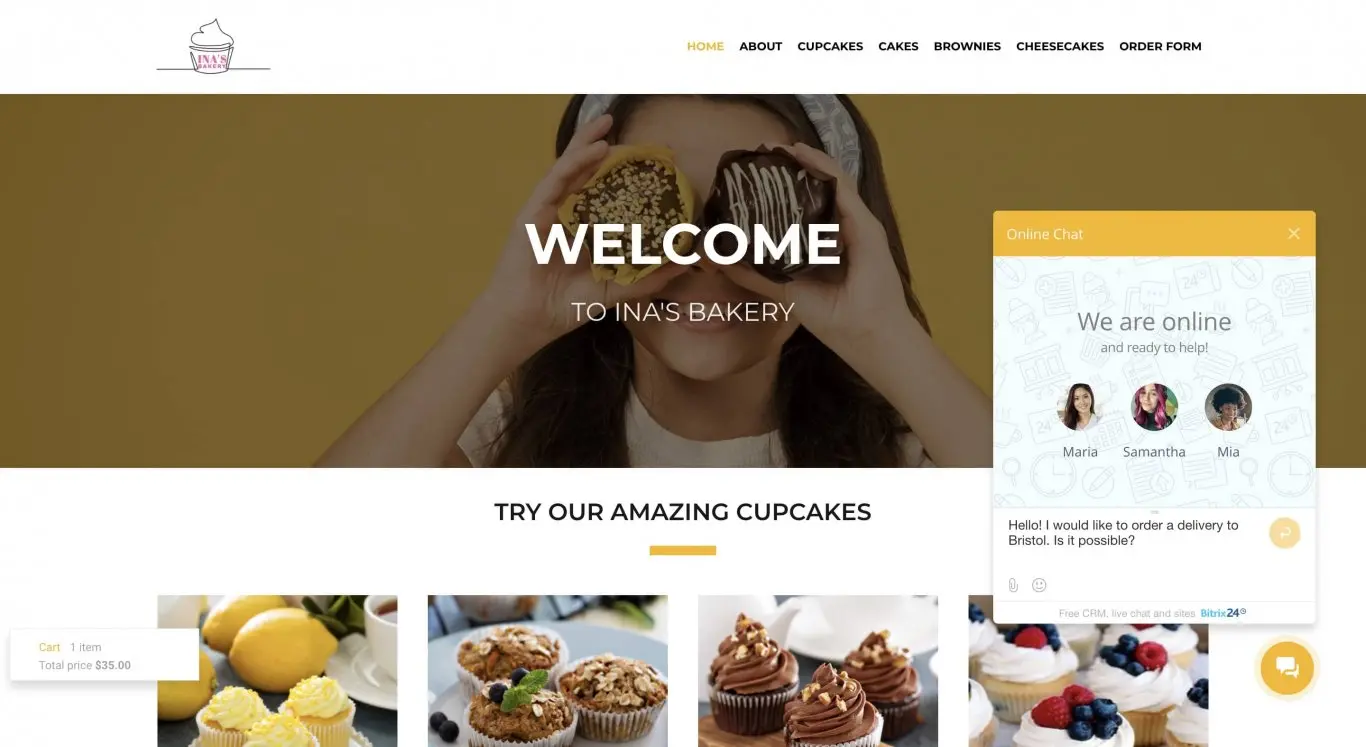 INA'S
BAKERY
HOME ABOUT CUPCAKES CAKES BROWNIES CHEESECAKES ORDER FORM
WELCOME
TO INA'S BAKERY
TRY OUR AMAZING CUPCAKES
Cart 1 item
Total price $35.00
Online Chat
We are online
and ready to help!
Maria Samantha Mia
Hello! I would like to order a delivery to
Bristol. Is it possible?
Free CRM, live chat and sites Bitrix24